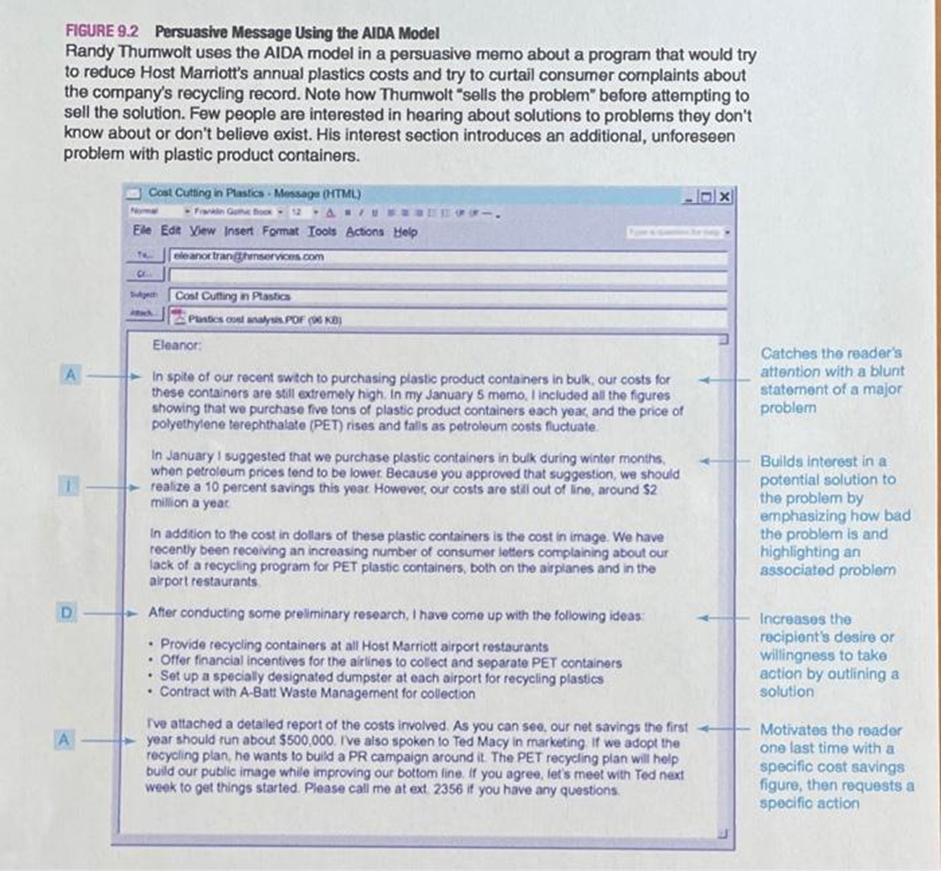 FIGURE 9.2 Persuasive Message Using the AIDA Model
Randy Thumwolt uses the AIDA model in a persuasive memo about a program that would try
to reduce Host Marriott's annual plastics costs and try to curtail consumer complaints about
the company's recycling record. Note how Thumwolt "sells the problem" before attempting to
sell the solution. Few people are interested in hearing about solutions to problems they don't
know about or don't believe exist. His interest section introduces an additional, unforeseen
problem with plastic product containers.
Cost Cutting in Plastics - Message (HTML)
Normal Franklin Gothic Book 12
File Edit View Insert Format Tools Actions Help
To... eleanor.tran@hmservices.com
Subject: Cost Cutting in Plastics
Attach... Plastics cost analysis.PDF (96 KB)
Eleanor:
A
In spite of our recent switch to purchasing plastic product containers in bulk, our costs for
these containers are still extremely high. In my January 5 memo, I included all the figures
showing that we purchase five tons of plastic product containers each year, and the price of
polyethylene terephthalate (PET) rises and falls as petroleum costs fluctuate.
Catches the reader's
attention with a blunt
statement of a major
problem
I
In January I suggested that we purchase plastic containers in bulk during winter months,
when petroleum prices tend to be lower. Because you approved that suggestion, we should
realize a 10 percent savings this year. However, our costs are still out of line, around $2
million a year.
In addition to the cost in dollars of these plastic containers is the cost in image. We have
recently been receiving an increasing number of consumer letters complaining about our
lack of a recycling program for PET plastic containers, both on the airplanes and in the
airport restaurants.
Builds interest in a
potential solution to
the problem by
emphasizing how bad
the problem is and
highlighting an
associated problem
D
After conducting some preliminary research, I have come up with the following ideas:
• Provide recycling containers at all Host Marriott airport restaurants
• Offer financial incentives for the airlines to collect and separate PET containers
• Set up a specially designated dumpster at each airport for recycling plastics
• Contract with A-Batt Waste Management for collection
Increases the
recipient's desire or
willingness to take
action by outlining a
solution
A
I've attached a detailed report of the costs involved. As you can see, our net savings the first
year should run about $500,000. I've also spoken to Ted Macy in marketing. If we adopt the
recycling plan, he wants to build a PR campaign around it. The PET recycling plan will help
build our public image while improving our bottom line. If you agree, let's meet with Ted next
week to get things started. Please call me at ext. 2356 if you have any questions.
Motivates the reader
one last time with a
specific cost savings
figure, then requests a
specific action